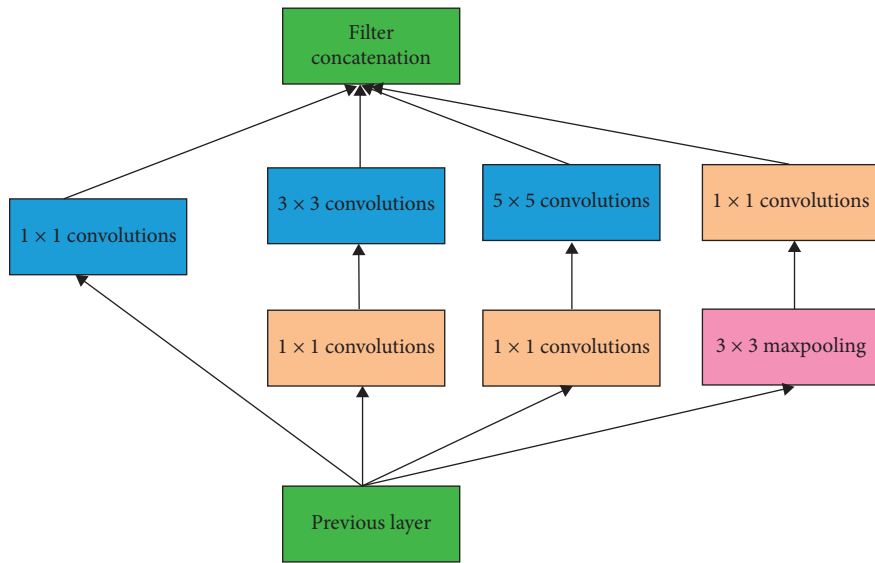 Filter
concatenation
1 × 1 convolutions
3 × 3 convolutions
5 × 5 convolutions
1 × 1 convolutions
1 × 1 convolutions
1 × 1 convolutions
3 × 3 maxpooling
Previous layer